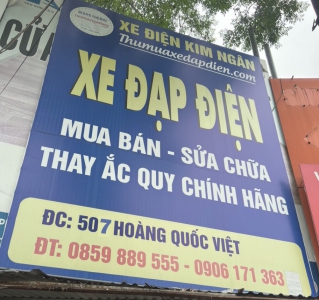 XE ĐIỆN KIM NGÂN
Thumuaxedapdien.com
XE ĐẠP ĐIỆN
MUA BÁN - SỬA CHỮA
THAY ẮC QUY CHÍNH HÃNG
ĐC: 507 HOÀNG QUỐC VIỆT
ĐT: 0859 889 555 - 0906 171 363